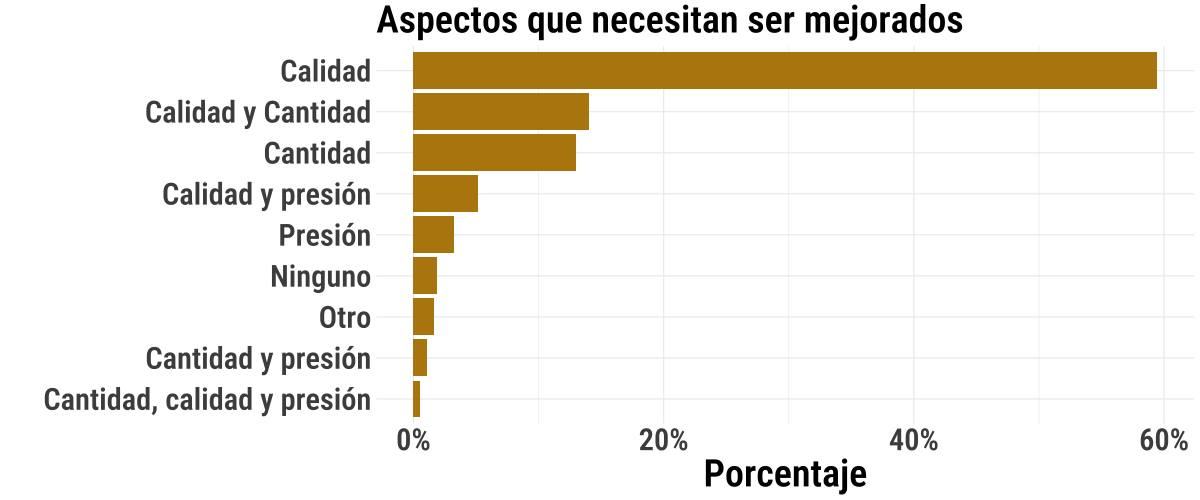 Aspectos que necesitan ser mejorados
Calidad
Calidad y Cantidad
Cantidad
Calidad y presión
Presión
Ninguno
Otro
Cantidad y presión
Cantidad, calidad y presión
0% 20% 40% 60%
Porcentaje